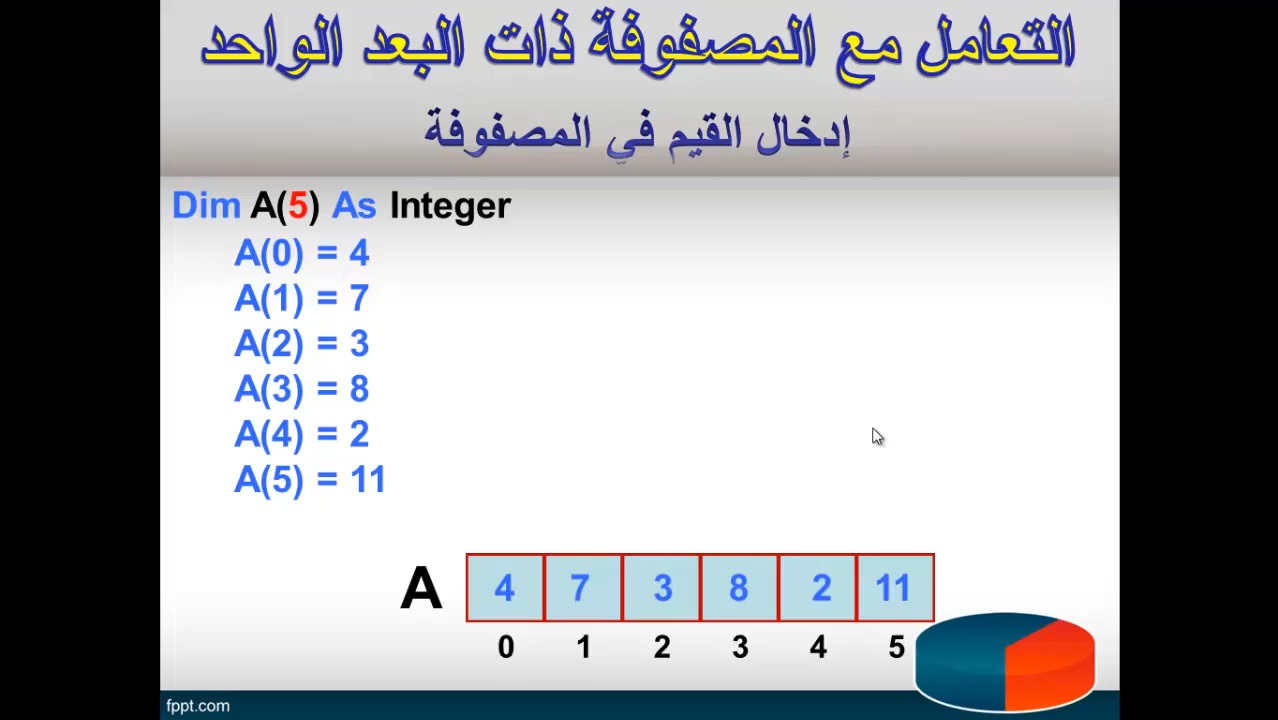 التعامل مع المصفوفة ذات البعد الواحد
إدخال القيم في المصفوفة
Dim A(5) As Integer
A(0) = 4
A(1) = 7
A(2) = 3
A(3) = 8
A(4) = 2
A(5) = 11
A 4 7 3 8 2 11
0 1 2 3 4 5
fppt.com